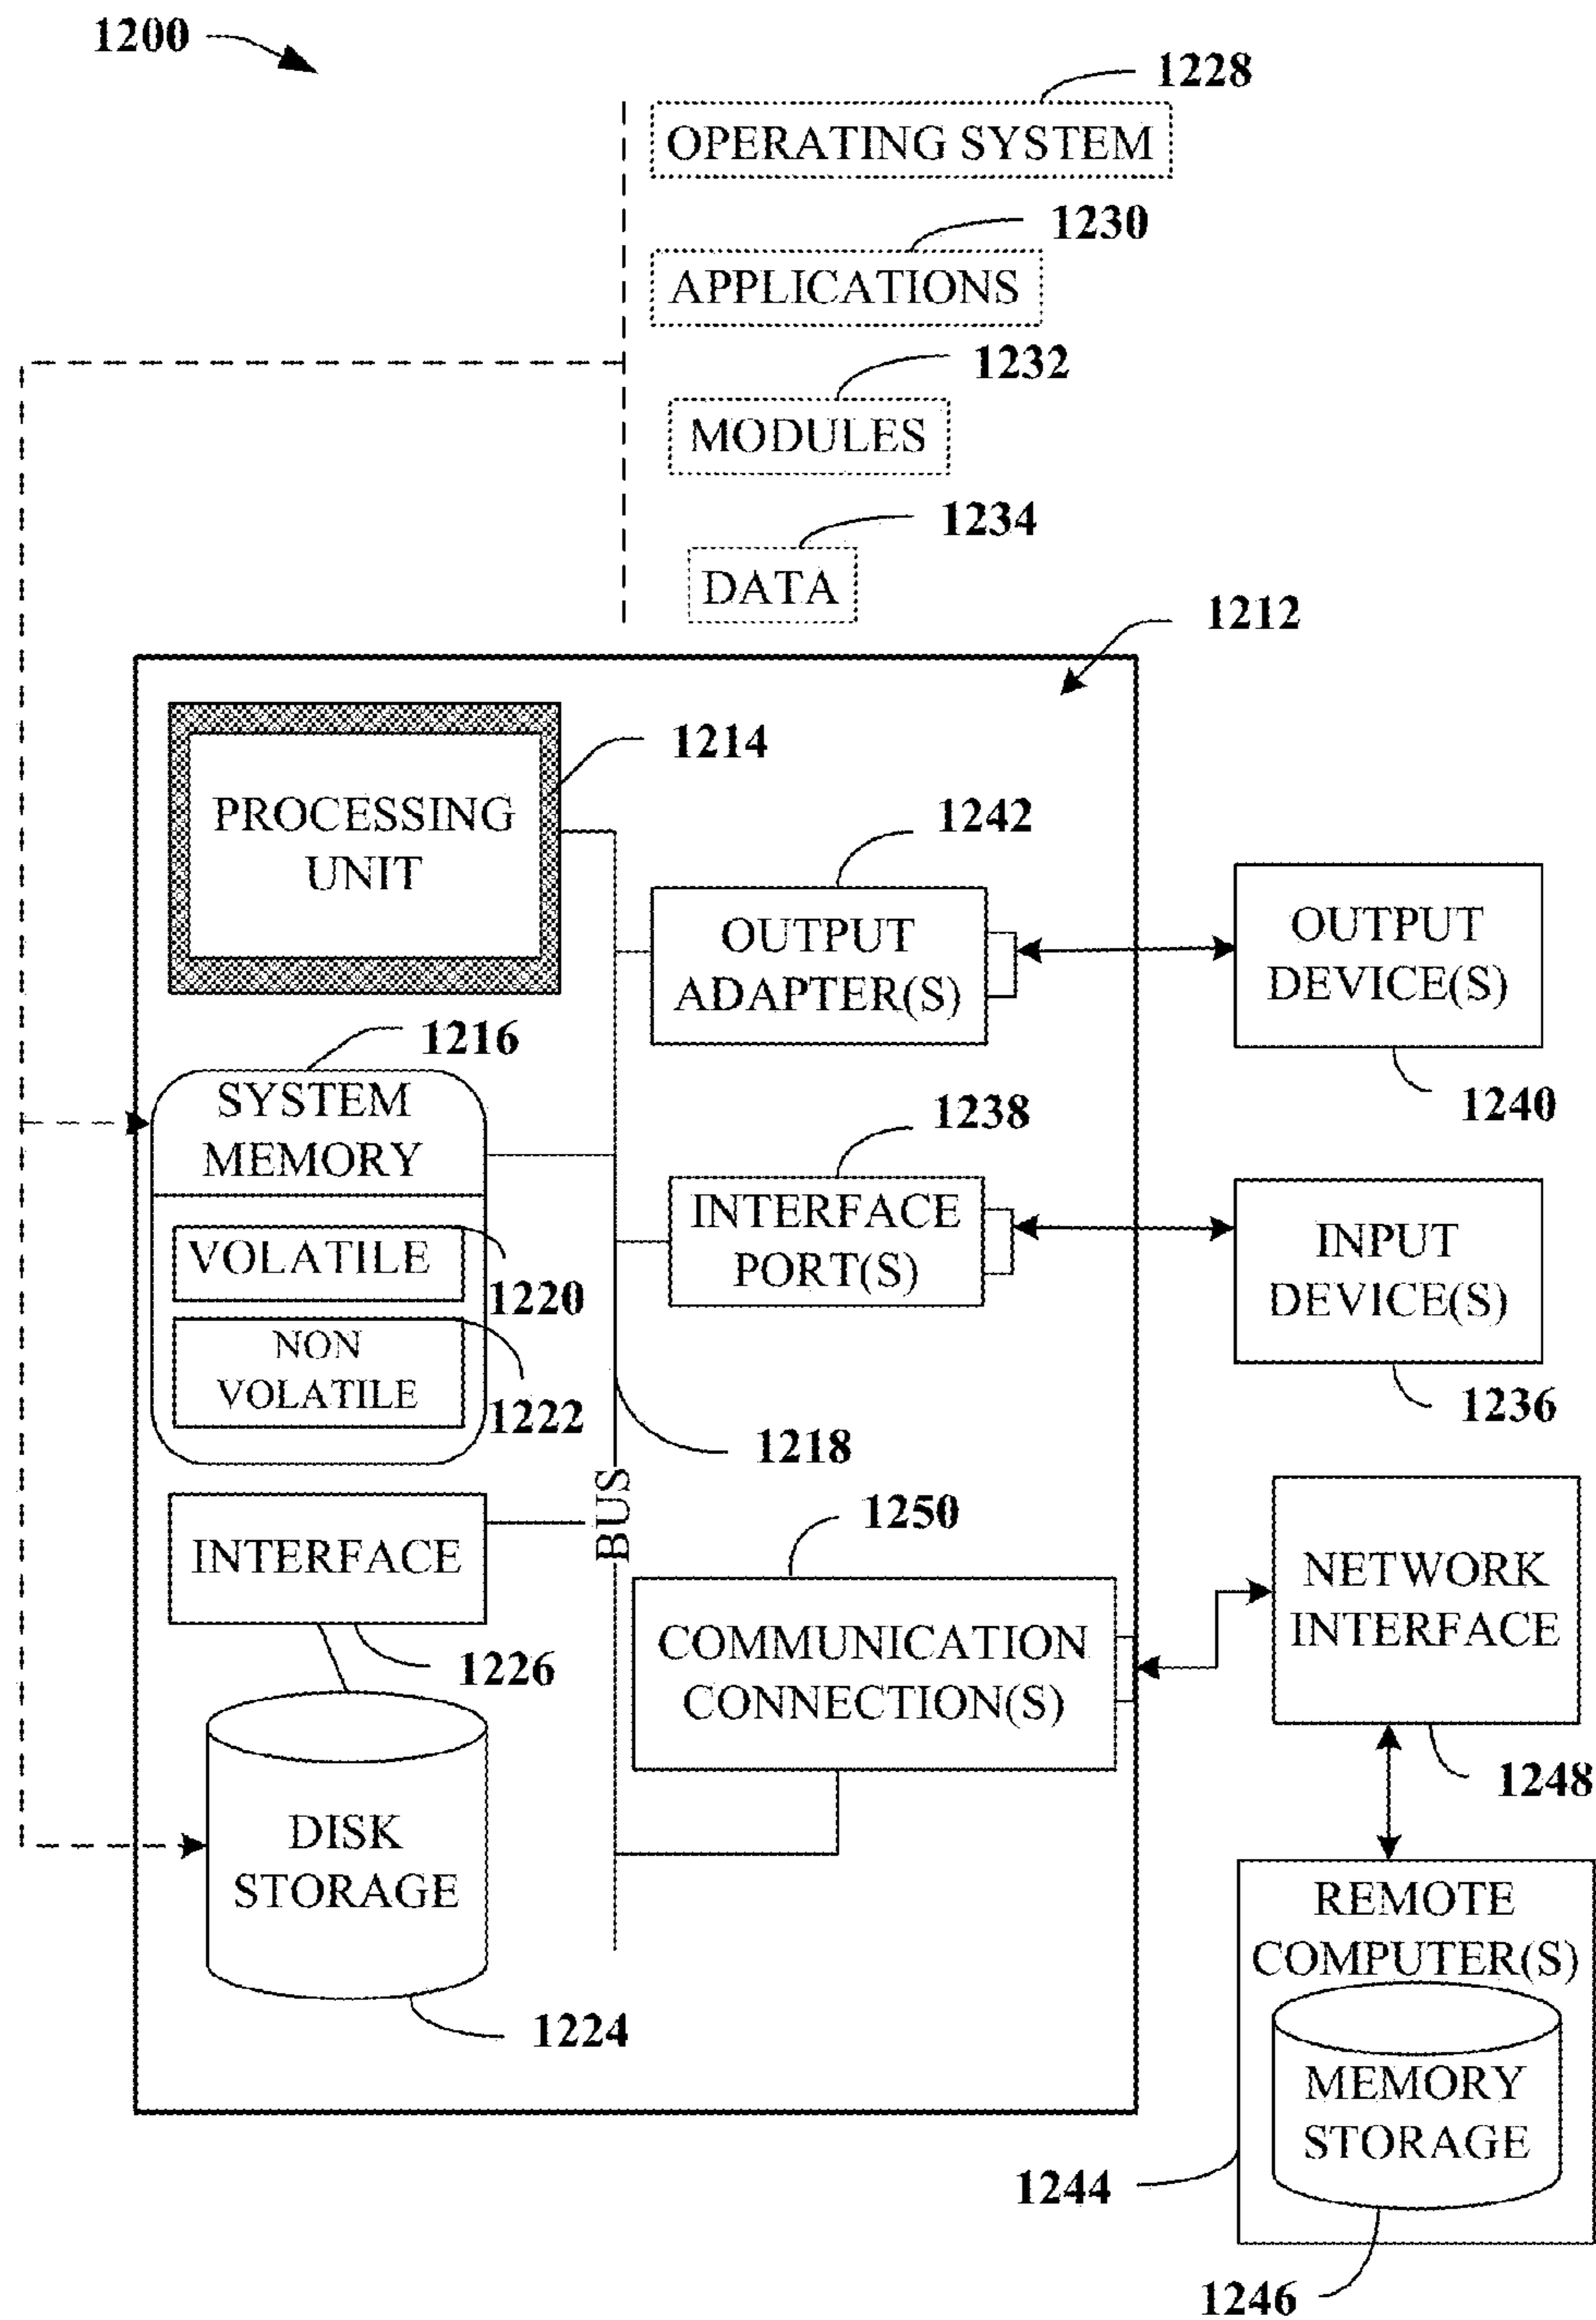 1200
1228
OPERATING SYSTEM
1230
APPLICATIONS
1232
MODULES
1234
DATA
1212
1214
PROCESSING
UNIT
1242
OUTPUT
ADAPTER(S)
OUTPUT
DEVICE(S)
1240
1216
SYSTEM
MEMORY
VOLATILE
1220
NON
VOLATILE
1222
1238
INTERFACE
PORT(S)
INPUT
DEVICE(S)
1236
1218
BUS
INTERFACE
1226
1250
COMMUNICATION
CONNECTION(S)
NETWORK
INTERFACE
1248
DISK
STORAGE
1224
REMOTE
COMPUTER(S)
MEMORY
STORAGE
1244
1246